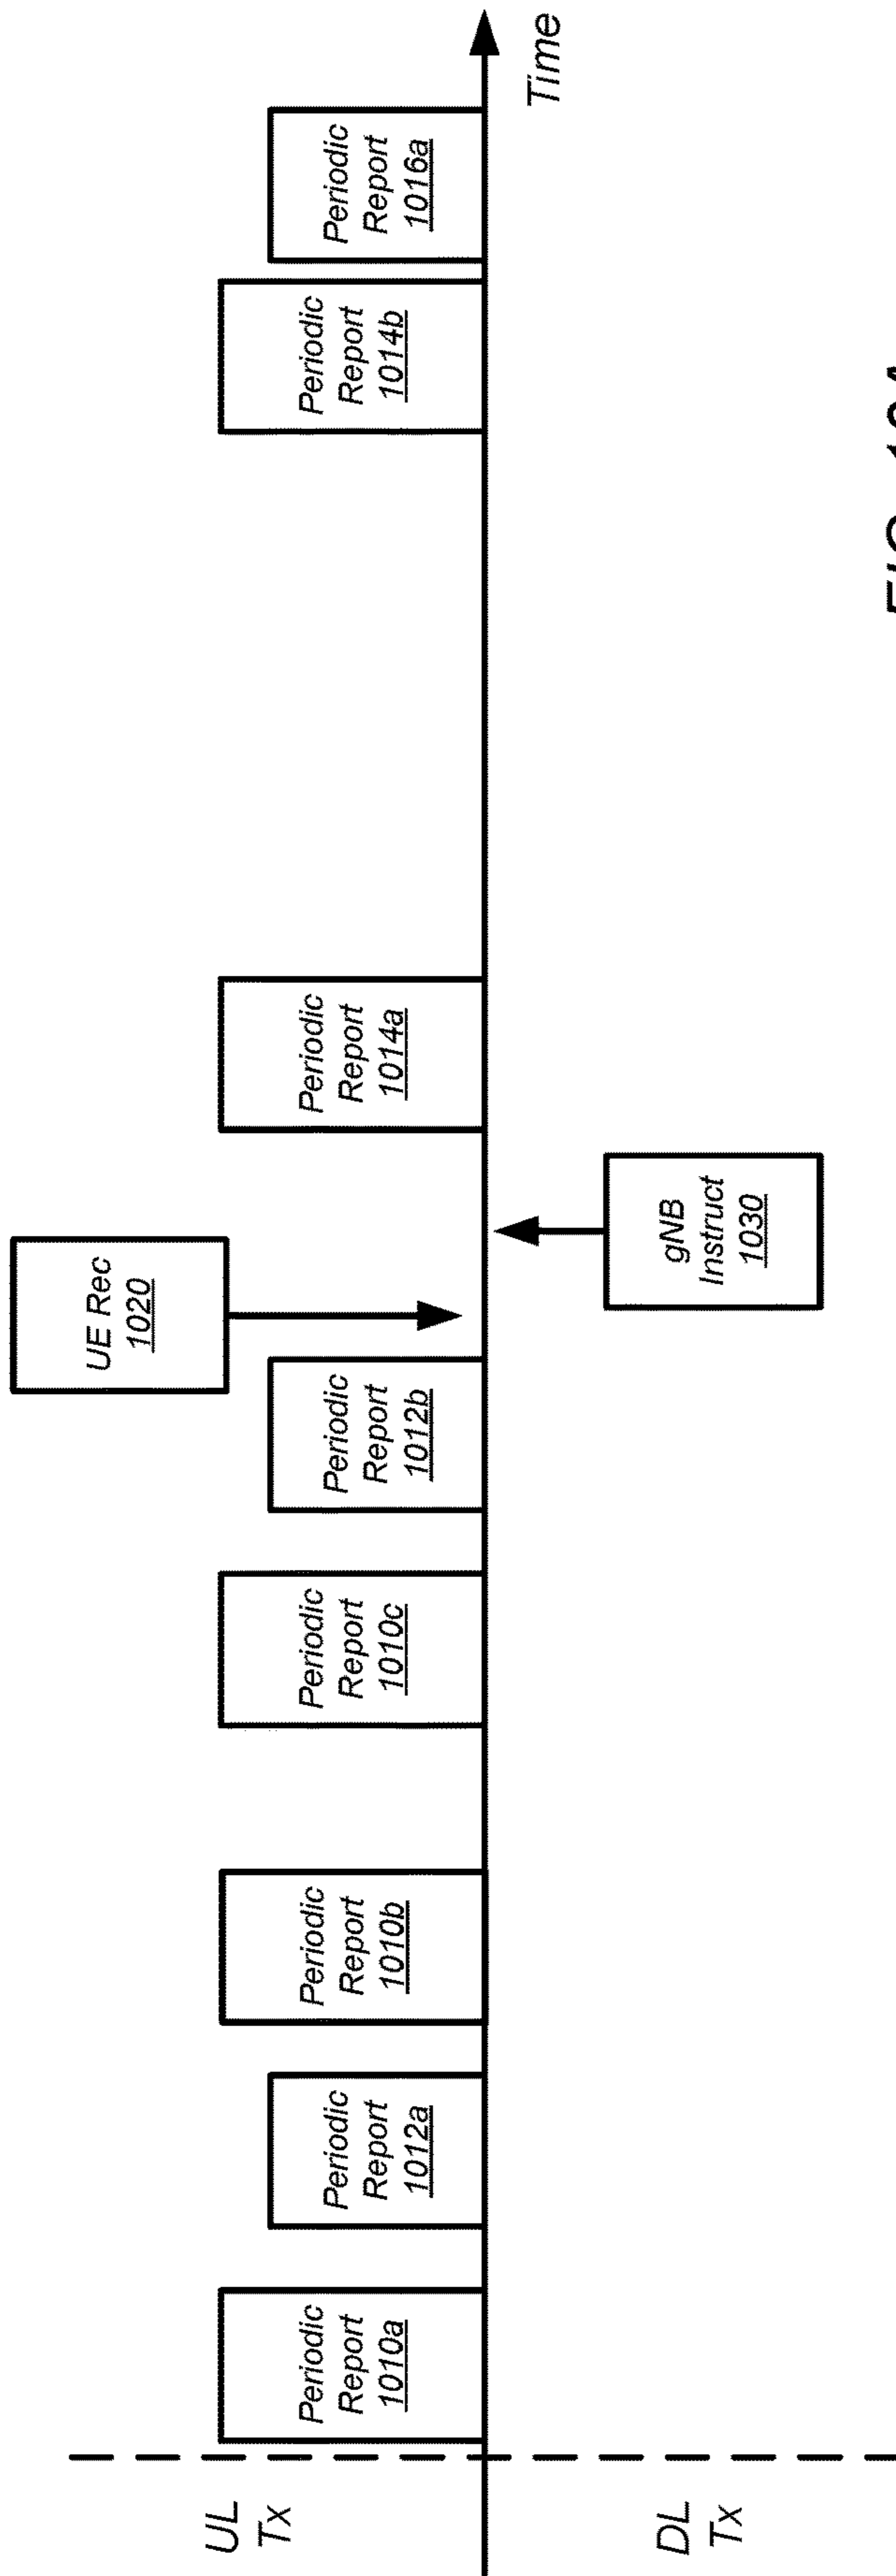 UL
Tx
DL
Tx
Periodic
Report
1010a
Periodic
Report
1012a
Periodic
Report
1010b
Periodic
Report
1010c
Periodic
Report
1012b
UE Rec
1020
gNB
Instruct
1030
Periodic
Report
1014a
Periodic
Report
1014b
Periodic
Report
1016a
Time